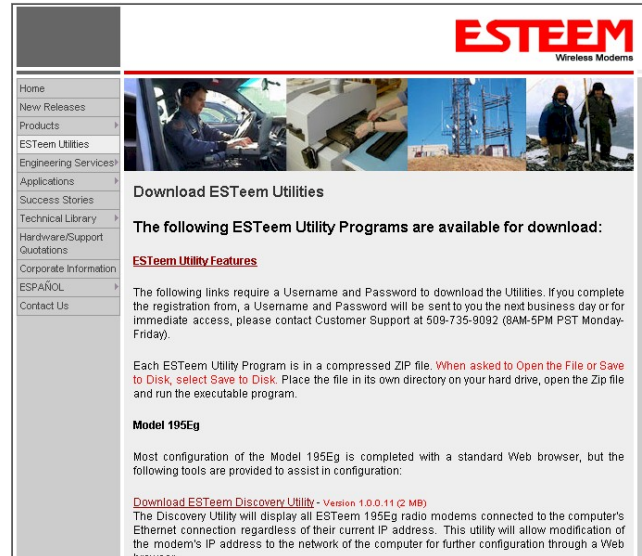 ESTEEM
Wireless Modems
Home
New Releases
Products
ESTeem Utilities
Engineering Services
Applications
Success Stories
Technical Library
Hardware/Support
Quotations
Corporate Information
ESPAÑOL
Contact Us
Download ESTeem Utilities
The following ESTeem Utility Programs are available for download:
ESTeem Utility Features
The following links require a Username and Password to download the Utilities. If you complete
the registration from, a Username and Password will be sent to you the next business day or for
immediate access, please contact Customer Support at 509-735-9092 (8AM-5PM PST Monday-
Friday).
Each ESTeem Utility Program is in a compressed ZIP file. When asked to Open the File or Save
to Disk, select Save to Disk. Place the file in its own directory on your hard drive, open the Zip file
and run the executable program.
Model 195Eg
Most configuration of the Model 195Eg is completed with a standard Web browser, but the
following tools are provided to assist in configuration:
Download ESTeem Discovery Utility - Version 1.0.0.11 (2 MB)
The Discovery Utility will display all ESTeem 195Eg radio modems connected to the computer's
Ethernet connection regardless of their current IP address. This utility will allow modification of
the modem's IP address to the network of the computer for further configuration through a Web